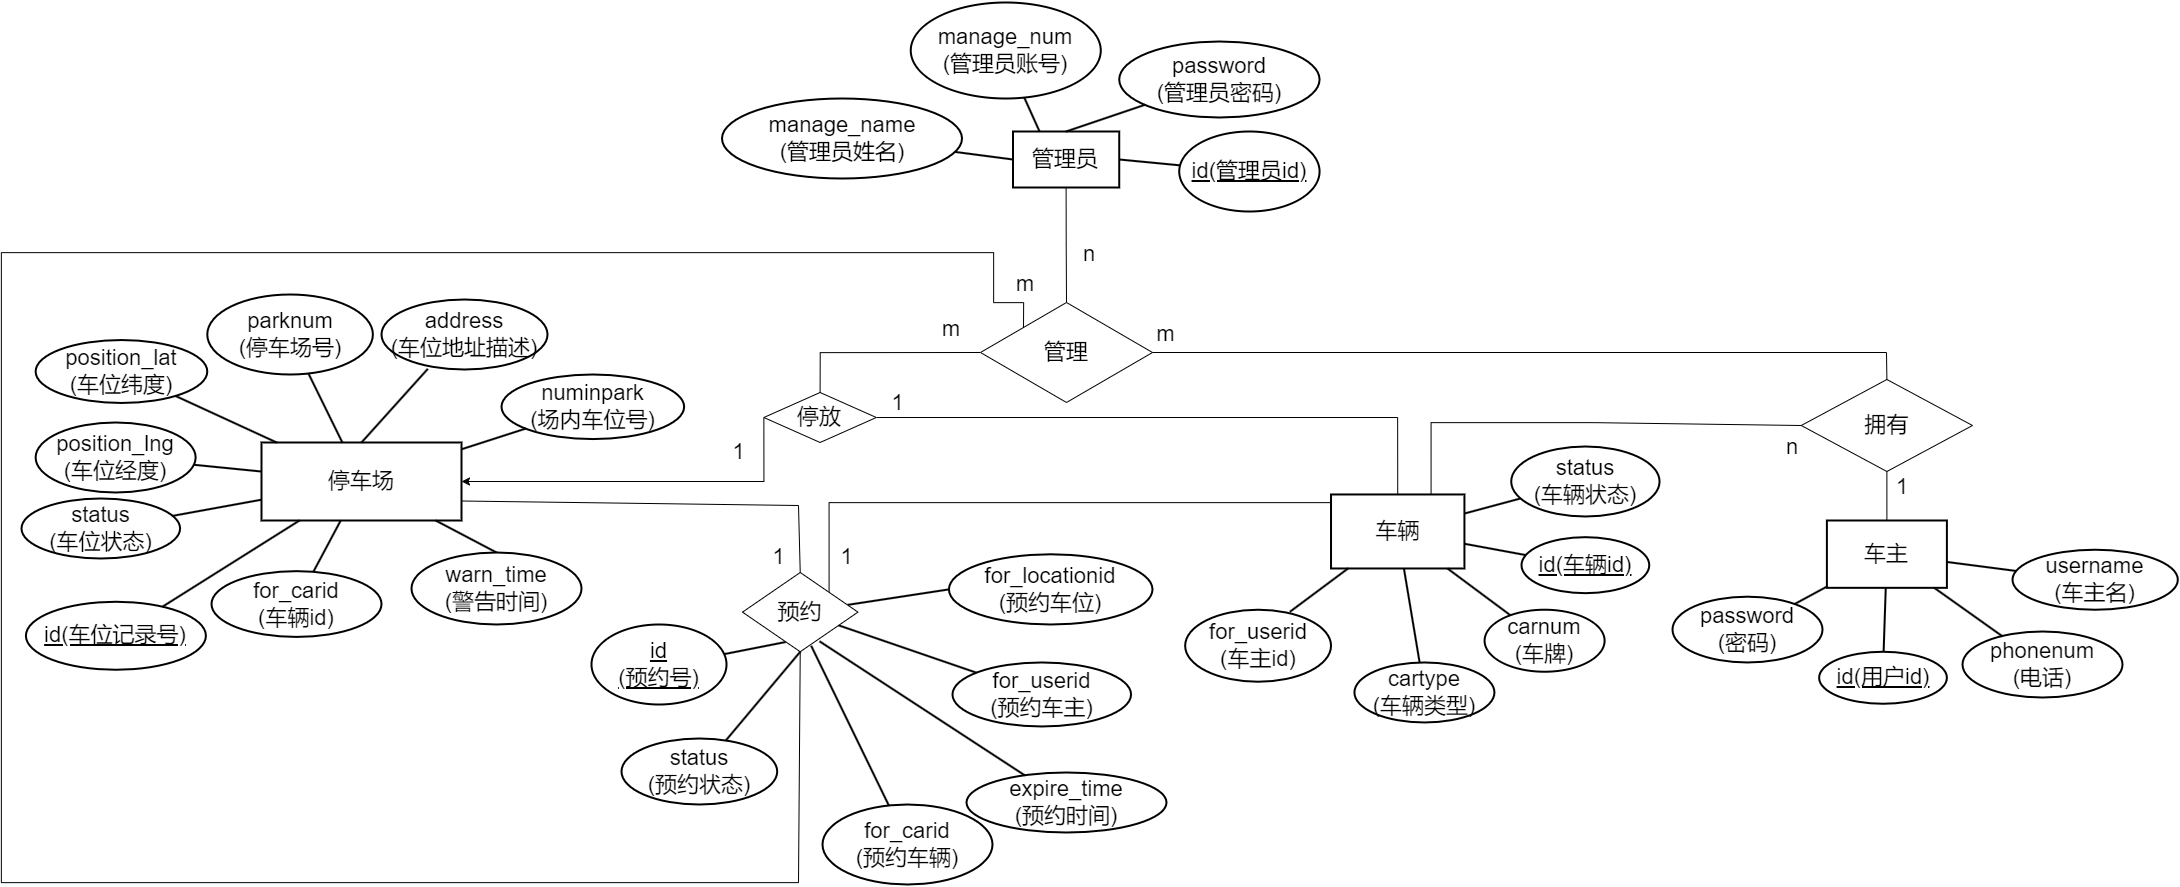 manage_num
(管理员账号)
password
(管理员密码)
manage_name
(管理员姓名)
管理员
id(管理员id)
n
m
m
m
管理
parknum
(停车场号)
address
(车位地址描述)
position_lat
(车位纬度)
numinpark
(场内车位号)
停放
1
1
position_lng
(车位经度)
停车场
status
(车位状态)
id(车位记录号)
for_carid
(车辆id)
warn_time
(警告时间)
拥有
n
1
status
(车辆状态)
车辆
id(车辆id)
for_userid
(车主id)
cartype
(车辆类型)
carnum
(车牌)
车主
username
(车主名)
password
(密码)
id(用户id)
phonenum
(电话)
1
1
预约
for_locationid
(预约车位)
id
(预约号)
for_userid
(预约车主)
status
(预约状态)
expire_time
(预约时间)
for_carid
(预约车辆)